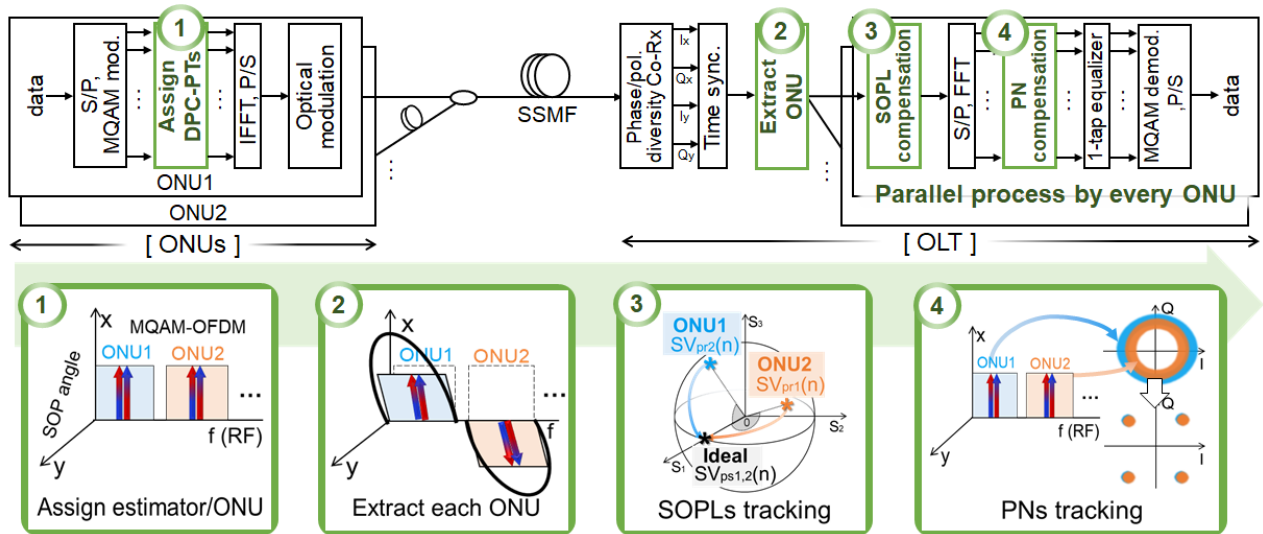 data
S/P,
MQAM mod.
1
Assign
DPC-PTs
IFFT, P/S
Optical
modulation
ONU1
ONU2
[ ONUs ]
SSMF
Phase/pol.
diversity Co-Rx
Ix
Qx
Iy
Qy
Time sync.
2
Extract
ONU
3
SOPL
compensation
S/P, FFT
4
PN
compensation
1-tap equalizer
MQAM demod.
,P/S
data
Parallel process by every ONU
[ OLT ]
1
x
MQAM-OFDM
ONU1 ONU2
SOP angle
...
f (RF)
y
Assign estimator/ONU
2
x
ONU1 ONU2
...
f
y
Extract each ONU
3
S3
ONU1
SVpr2(n)
ONU2
SVpr1(n)
0
S2
S1
Ideal
SVps1,2(n)
SOPLs tracking
4
Q
x
ONU1 ONU2
I
...
Q
f (RF)
y
I
PNs tracking